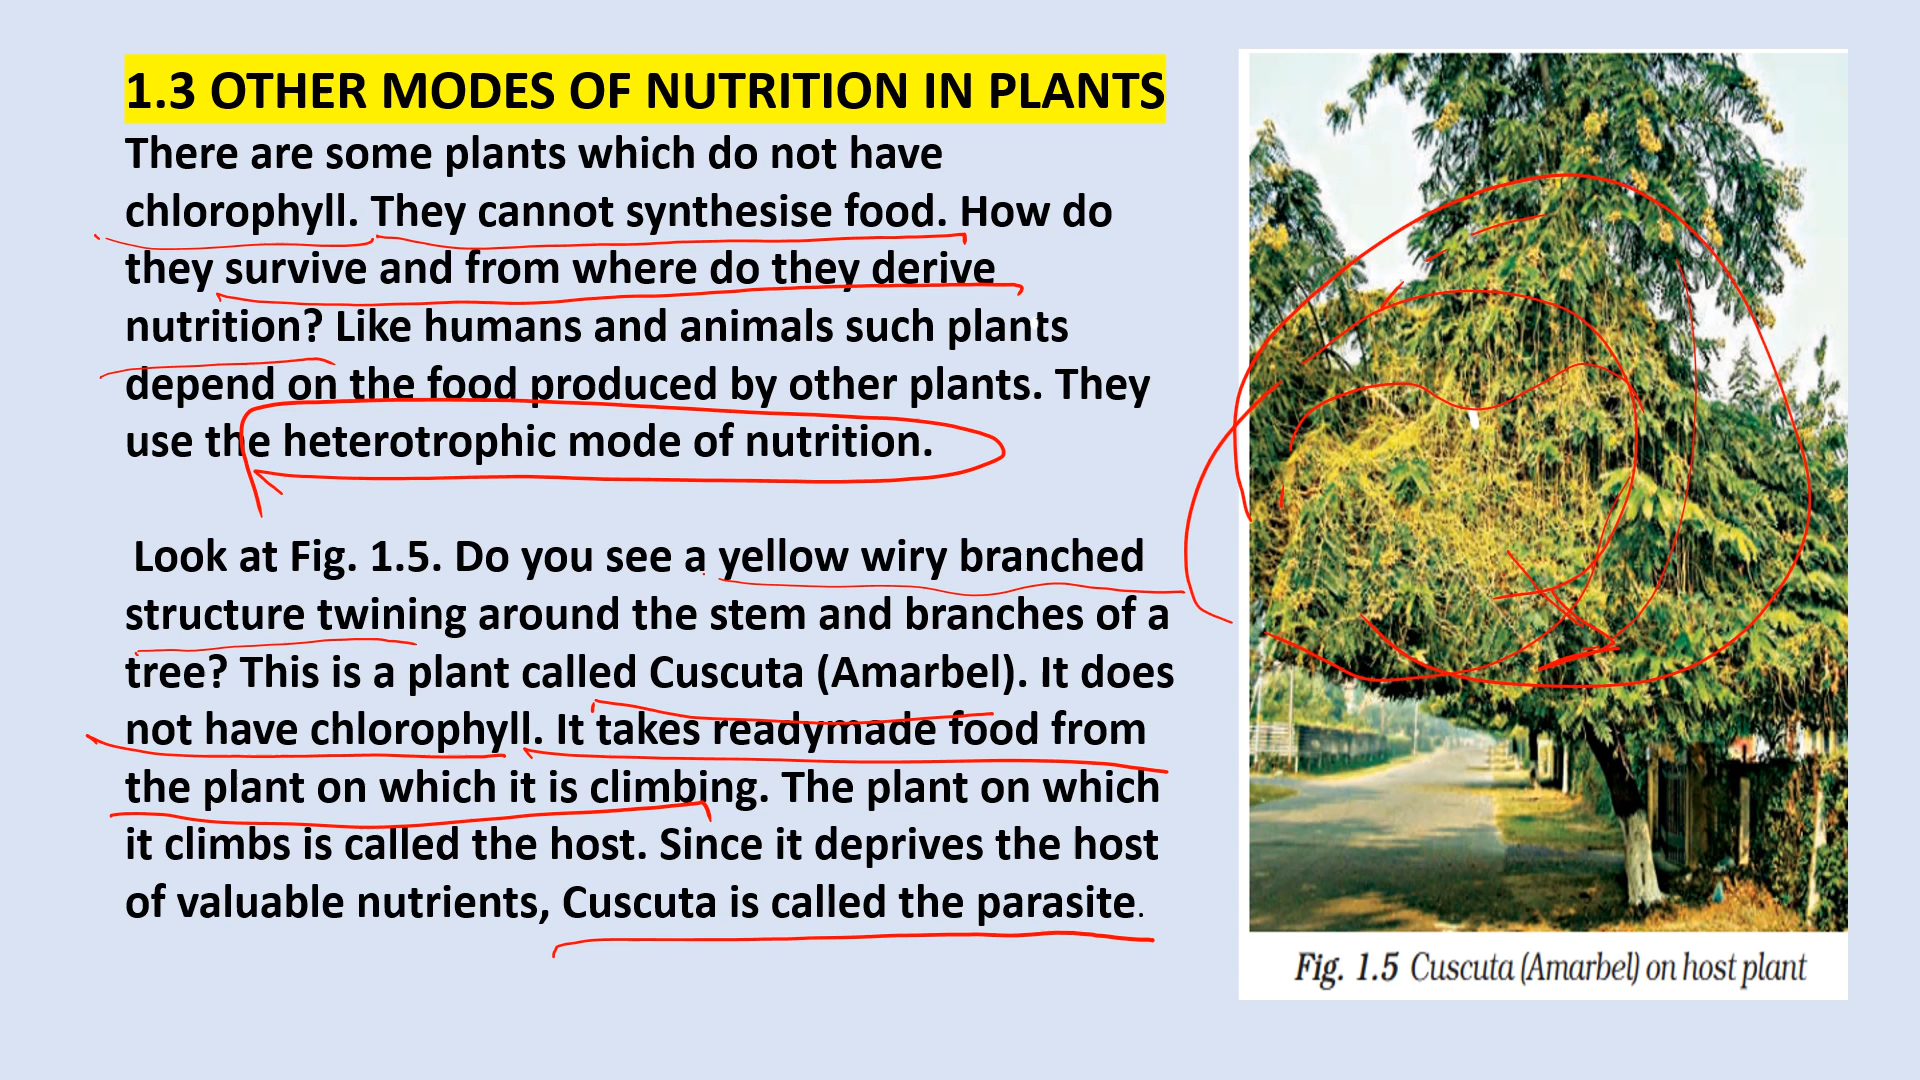 1.3 OTHER MODES OF NUTRITION IN PLANTS
There are some plants which do not have
chlorophyll. They cannot synthesise food. How do
they survive and from where do they derive
nutrition? Like humans and animals such plants
depend on the food produced by other plants. They
use the heterotrophic mode of nutrition.
Look at Fig. 1.5. Do you see a yellow wiry branched
structure twining around the stem and branches of a
tree? This is a plant called Cuscuta (Amarbel). It does
not have chlorophyll. It takes readymade food from
the plant on which it is climbing. The plant on which
it climbs is called the host. Since it deprives the host
of valuable nutrients, Cuscuta is called the parasite.
Fig. 1.5 Cuscuta (Amarbel) on host plant